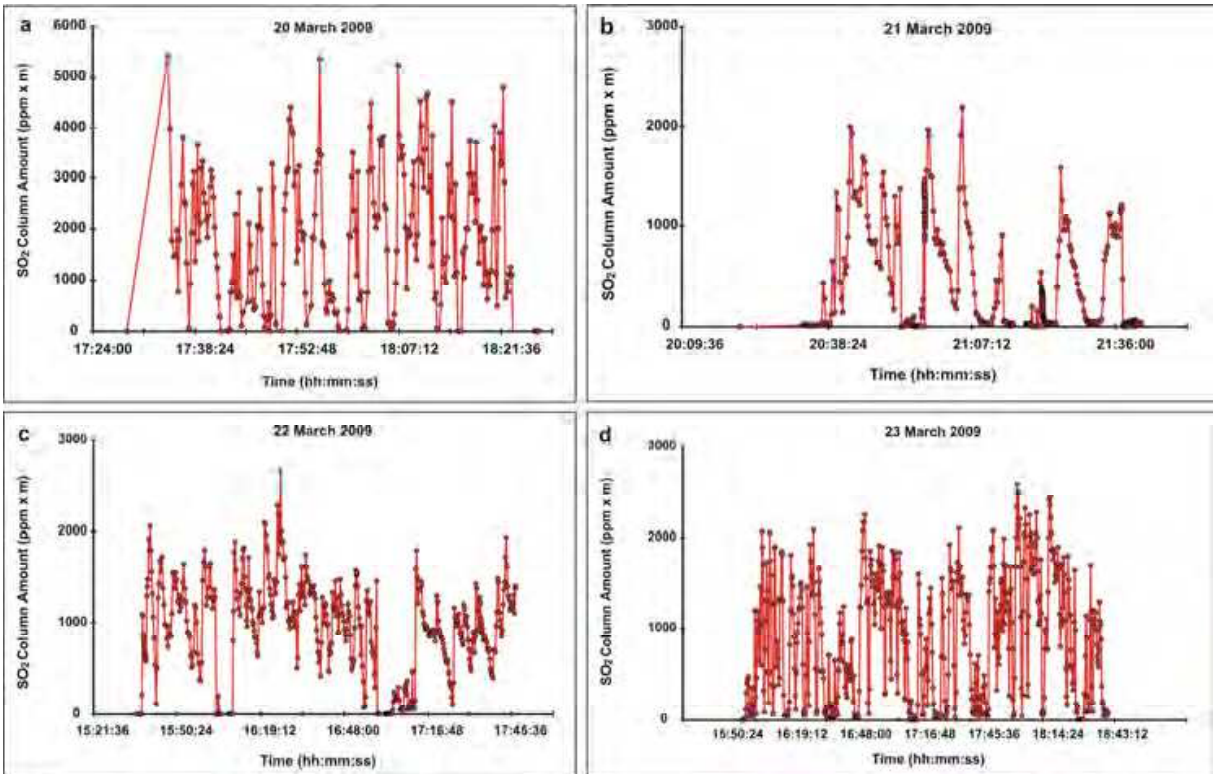 a
20 March 2009
SO2 Column Amount (ppm x m)
6000
5000
4000
3000
2000
1000
0
17:24:00 17:38:24 17:52:48 18:07:12 18:21:36
Time (hh:mm:ss)
b
21 March 2009
SO2 Column Amount (ppm x m)
3000
2000
1000
0
20:09:36 20:38:24 21:07:12 21:36:00
Time (hh:mm:ss)
c
22 March 2009
SO2 Column Amount (ppm x m)
3000
2000
1000
0
15:21:36 15:50:24 16:19:12 16:48:00 17:16:48 17:45:36
Time (hh:mm:ss)
d
23 March 2009
SO2 Column Amount (ppm x m)
3000
2000
1000
0
15:50:24 16:19:12 16:48:00 17:16:48 17:45:36 18:14:24 18:43:12
Time (hh:mm:ss)